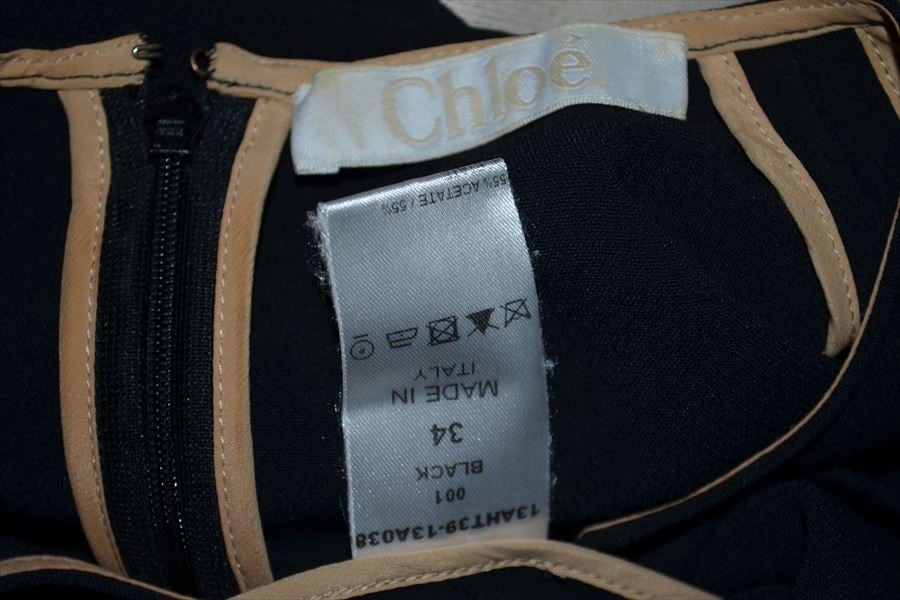 Chloé
13AHT39-13A038
001
BLACK
34
MADE IN
ITALY
P
55% ACETATE / 55%